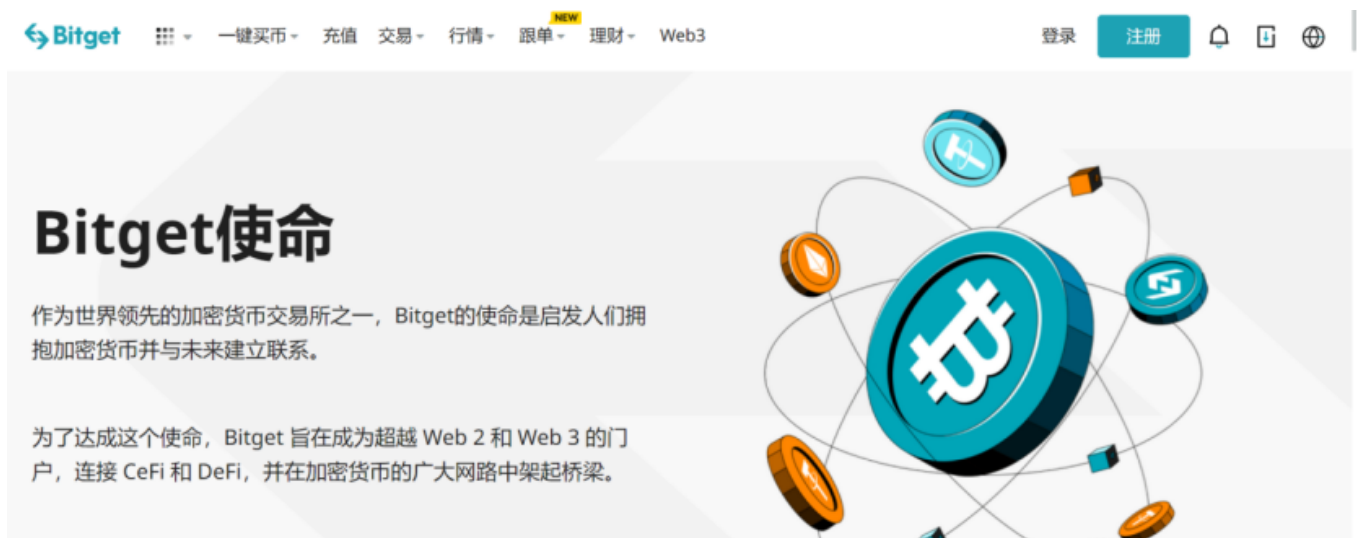 Bitget 一键买币 充值 交易 行情 跟单 NEW 理财 Web3 登录 注册
Bitget使命
作为世界领先的加密货币交易所之一，Bitget的使命是启发人们拥
抱加密货币并与未来建立联系。
为了达成这个使命，Bitget 旨在成为超越 Web 2 和 Web 3 的门
户，连接 CeFi 和 DeFi，并在加密货币的广大网路中架起桥梁。